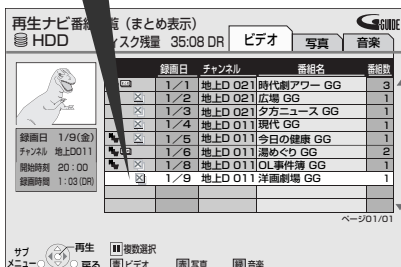 再生ナビ番組一覧（まとめ表示）
HDD ディスク残量 35:08 DR ビデオ 写真 音楽
GGUIDE
録画日 チャンネル 番組名 番組数
1/1 地上D 021 時代劇アワー GG 3
1/2 地上D 021 広場 GG 1
1/3 地上D 021 夕方ニュース GG 1
1/4 地上D 011 現代 GG 1
1/5 地上D 011 今日の健康 GG 1
1/6 地上D 011 湯めぐり GG 2
1/8 地上D 011 OL事件簿 GG 1
1/9 地上D 011 洋画劇場 GG 1
録画日 1/9(金)
チャンネル 地上D011
開始時刻 20:00
録画時間 1:03(DR)
ページ01/01
サブメニュー 再生 戻る
複数選択
青 ビデオ 赤 写真 緑 音楽